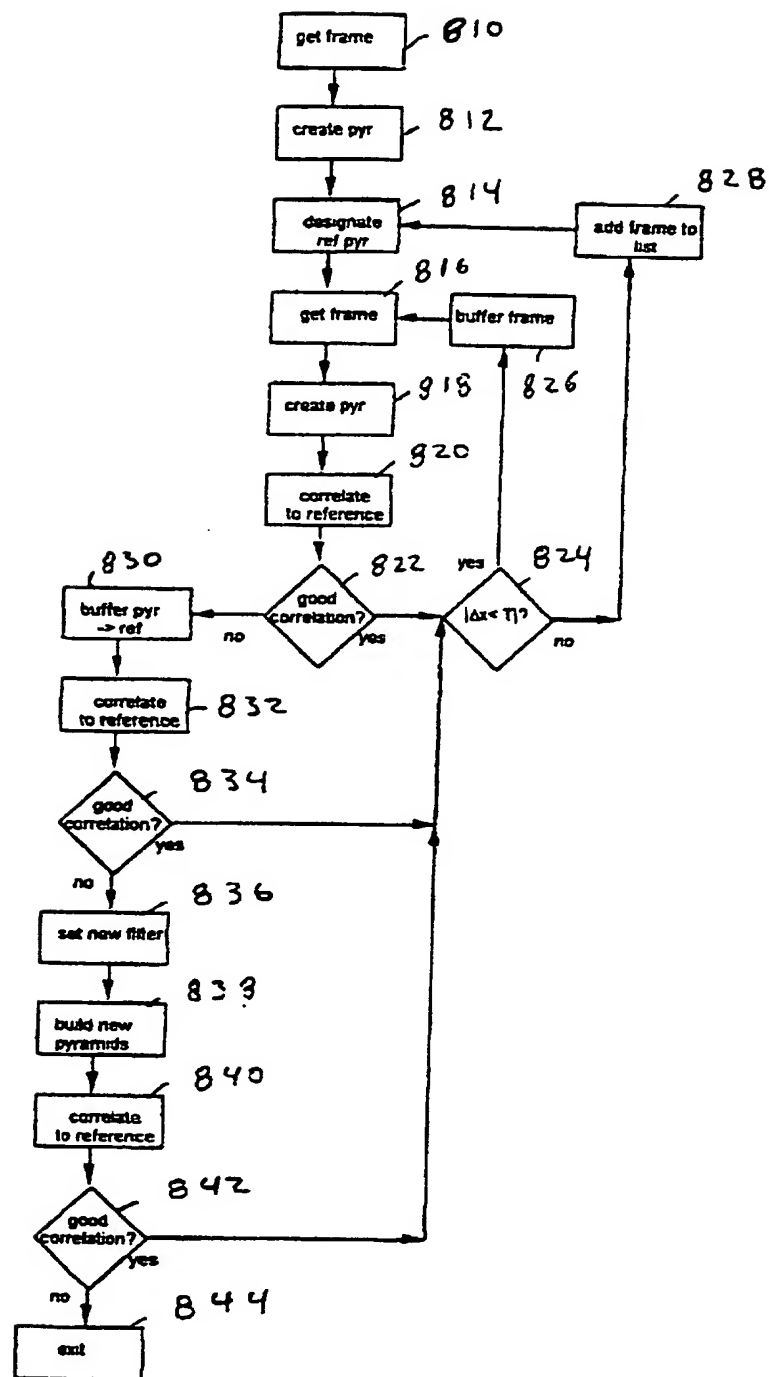 get frame
810
create pyr
812
designate
ref pyr
814
add frame to
list
828
816
get frame
buffer frame
826
create pyr
818
820
correlate
to reference
822
good
correlation?
no
yes
yes
824
|Δx< T|?
no
830
buffer pyr
-> ref
correlate
to reference
832
834
good
correlation?
yes
no
836
set new filter
838
build new
pyramids
840
correlate
to reference
842
good
correlation?
yes
no
844
exit